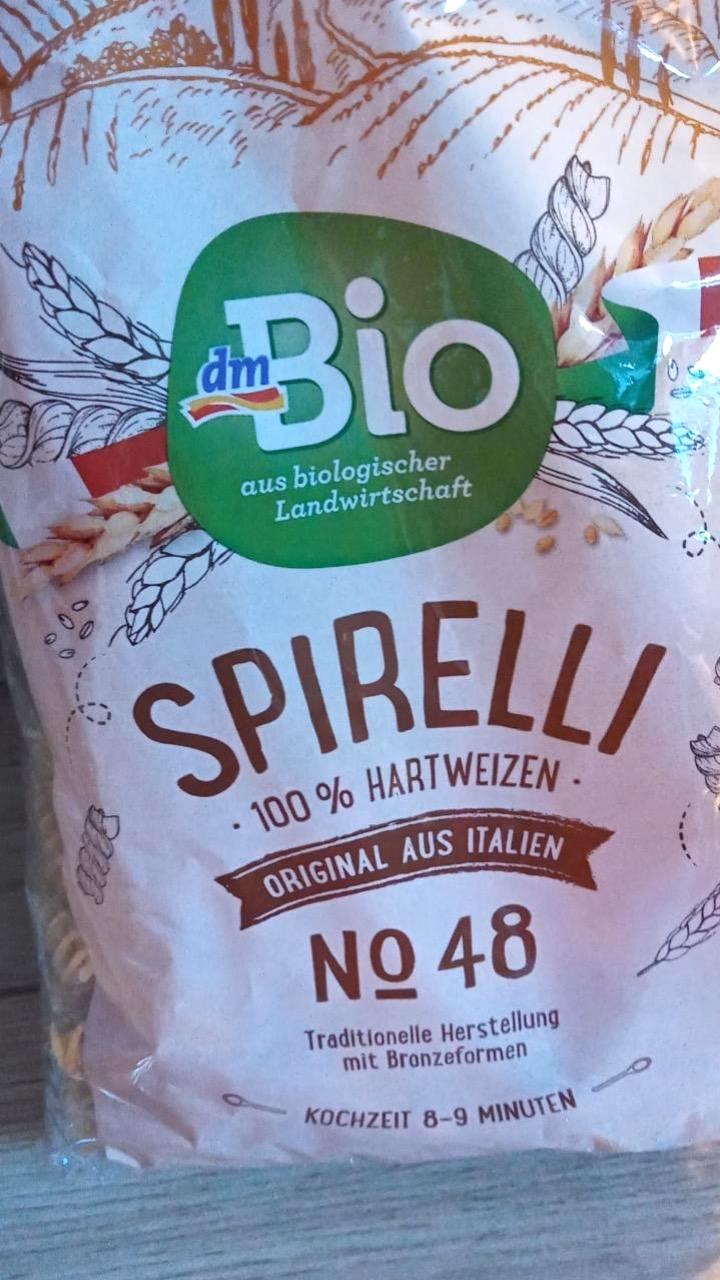 dm Bio
aus biologischer
Landwirtschaft
SPIRELLI
· 100 % HARTWEIZEN ·
ORIGINAL AUS ITALIEN
No 48
Traditionelle Herstellung
mit Bronzeformen
KOCHZEIT 8–9 MINUTEN